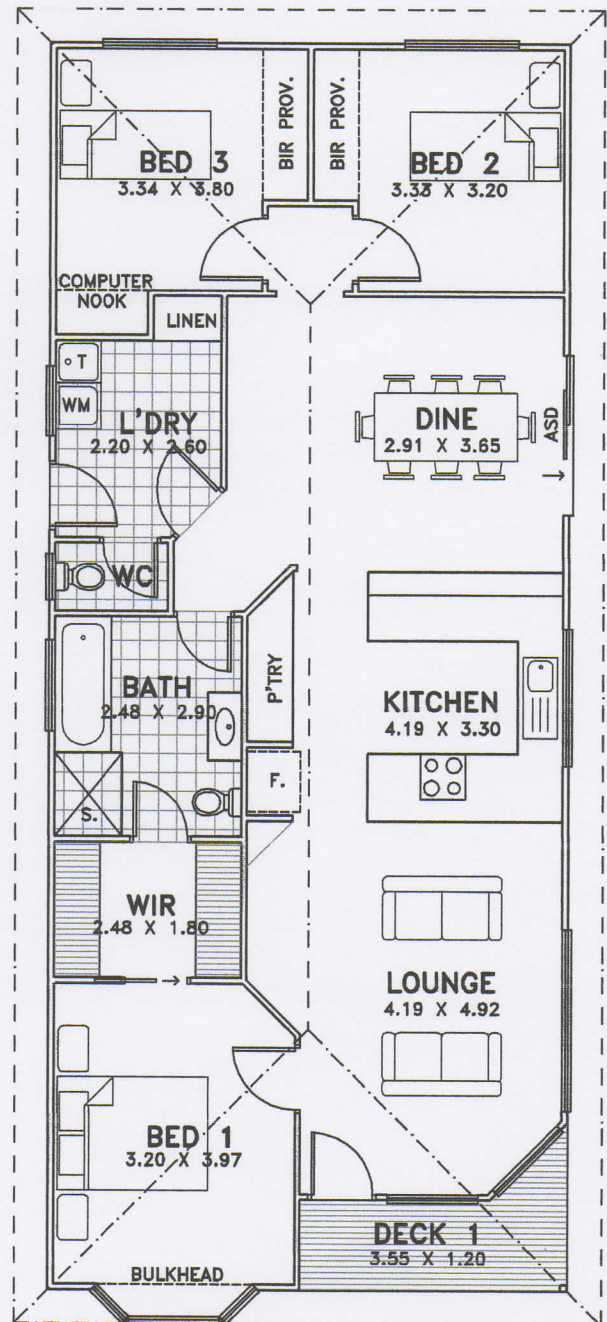 BED 3
3.34 X 3.80
BIR PROV.
BIR PROV.
BED 2
3.33 X 3.20
COMPUTER
NOOK
LINEN
T
WM
L'DRY
2.20 X 2.60
DINE
2.91 X 3.65
ASD
WC
BATH
2.48 X 2.90
P'TRY
KITCHEN
4.19 X 3.30
F.
S.
WIR
2.48 X 1.80
LOUNGE
4.19 X 4.92
BED 1
3.20 X 3.97
DECK 1
3.55 X 1.20
BULKHEAD